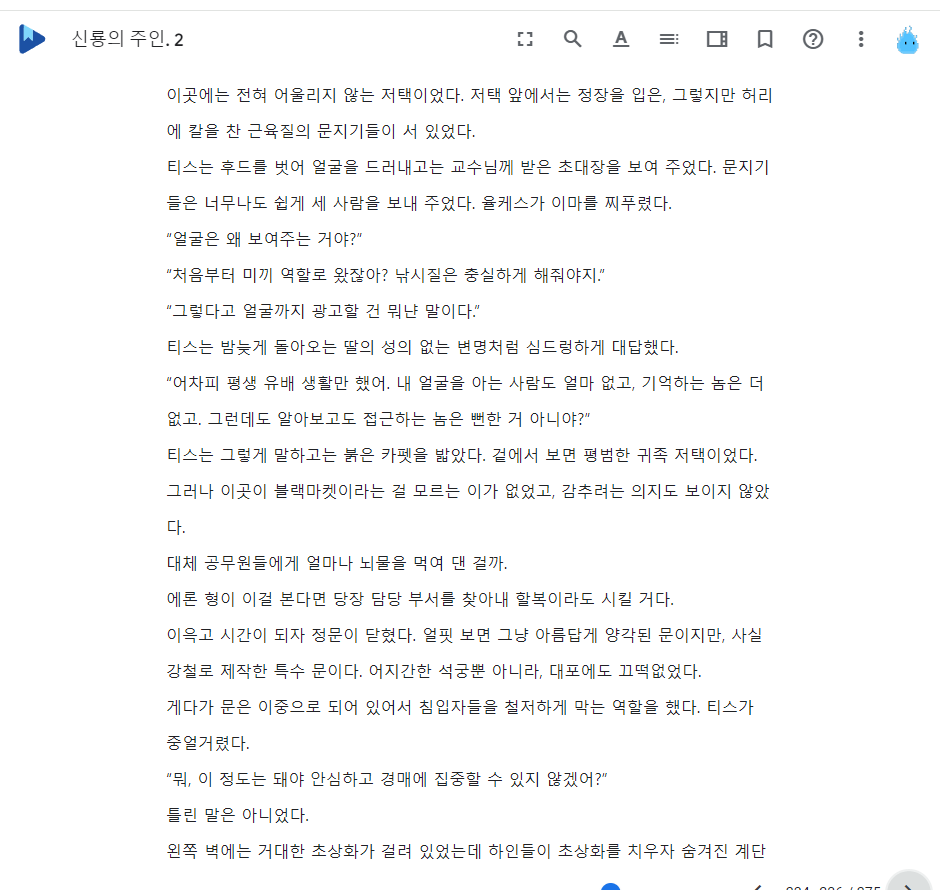 신룡의 주인. 2
이곳에는 전혀 어울리지 않는 저택이었다. 저택 앞에서는 정장을 입은, 그렇지만 허리
에 칼을 찬 근육질의 문지기들이 서 있었다.
티스는 후드를 벗어 얼굴을 드러내고는 교수님께 받은 초대장을 보여 주었다. 문지기
들은 너무나도 쉽게 세 사람을 보내 주었다. 율케스가 이마를 찌푸렸다.
“얼굴은 왜 보여주는 거야?”
“처음부터 미끼 역할로 왔잖아? 낚시질은 충실하게 해줘야지.”
“그렇다고 얼굴까지 광고할 건 뭐냔 말이다.”
티스는 밤늦게 돌아오는 딸의 성의 없는 변명처럼 심드렁하게 대답했다.
“어차피 평생 유배 생활만 했어. 내 얼굴을 아는 사람도 얼마 없고, 기억하는 놈은 더
없고. 그런데도 알아보고도 접근하는 놈은 뻔한 거 아니야?”
티스는 그렇게 말하고는 붉은 카펫을 밟았다. 겉에서 보면 평범한 귀족 저택이었다.
그러나 이곳이 블랙마켓이라는 걸 모르는 이가 없었고, 감추려는 의지도 보이지 않았
다.
대체 공무원들에게 얼마나 뇌물을 먹여 댄 걸까.
에론 형이 이걸 본다면 당장 담당 부서를 찾아내 할복이라도 시킬 거다.
이윽고 시간이 되자 정문이 닫혔다. 얼핏 보면 그냥 아름답게 양각된 문이지만, 사실
강철로 제작한 특수 문이다. 어지간한 석궁뿐 아니라, 대포에도 끄떡없었다.
게다가 문은 이중으로 되어 있어서 침입자들을 철저하게 막는 역할을 했다. 티스가
중얼거렸다.
“뭐, 이 정도는 돼야 안심하고 경매에 집중할 수 있지 않겠어?”
틀린 말은 아니었다.
왼쪽 벽에는 거대한 초상화가 걸려 있었는데 하인들이 초상화를 치우자 숨겨진 계단